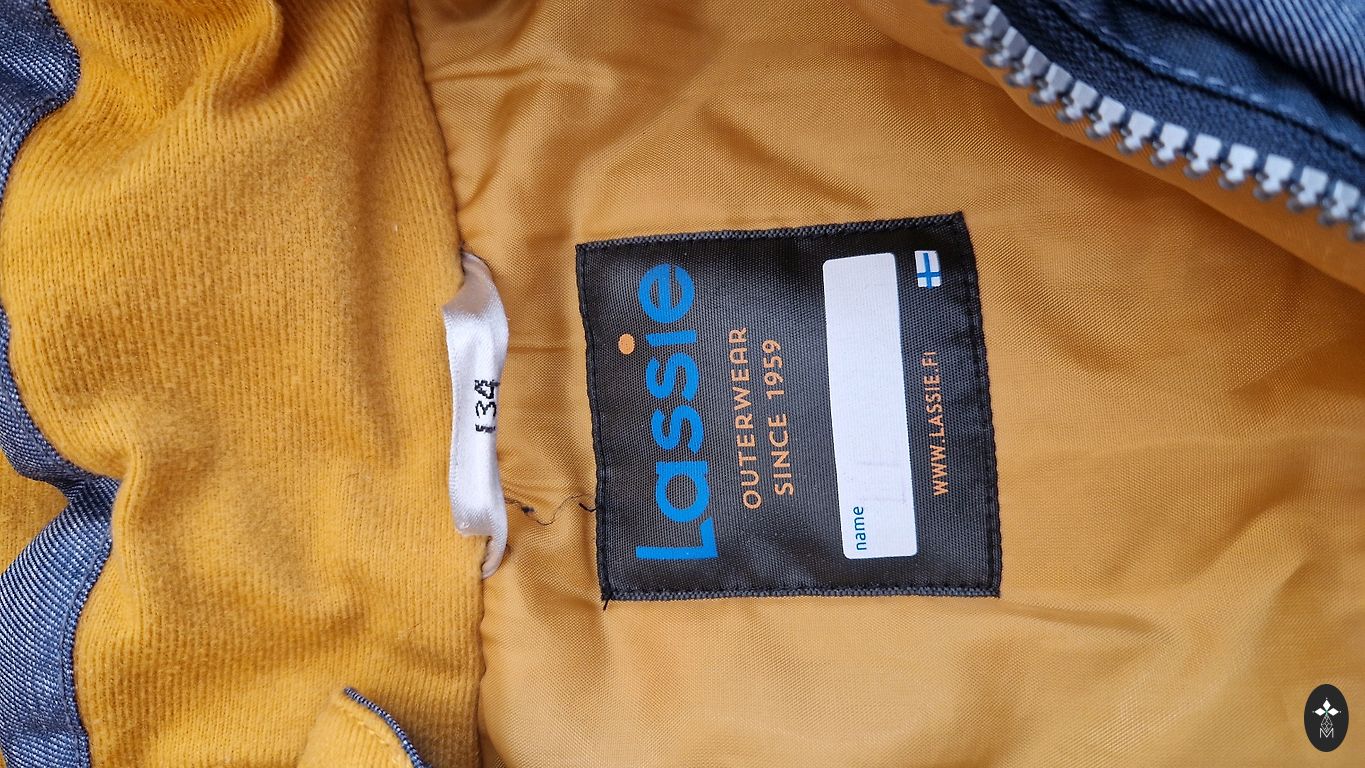 134
Lassie
OUTERWEAR
SINCE 1959
name
WWW.LASSIE.FI
M